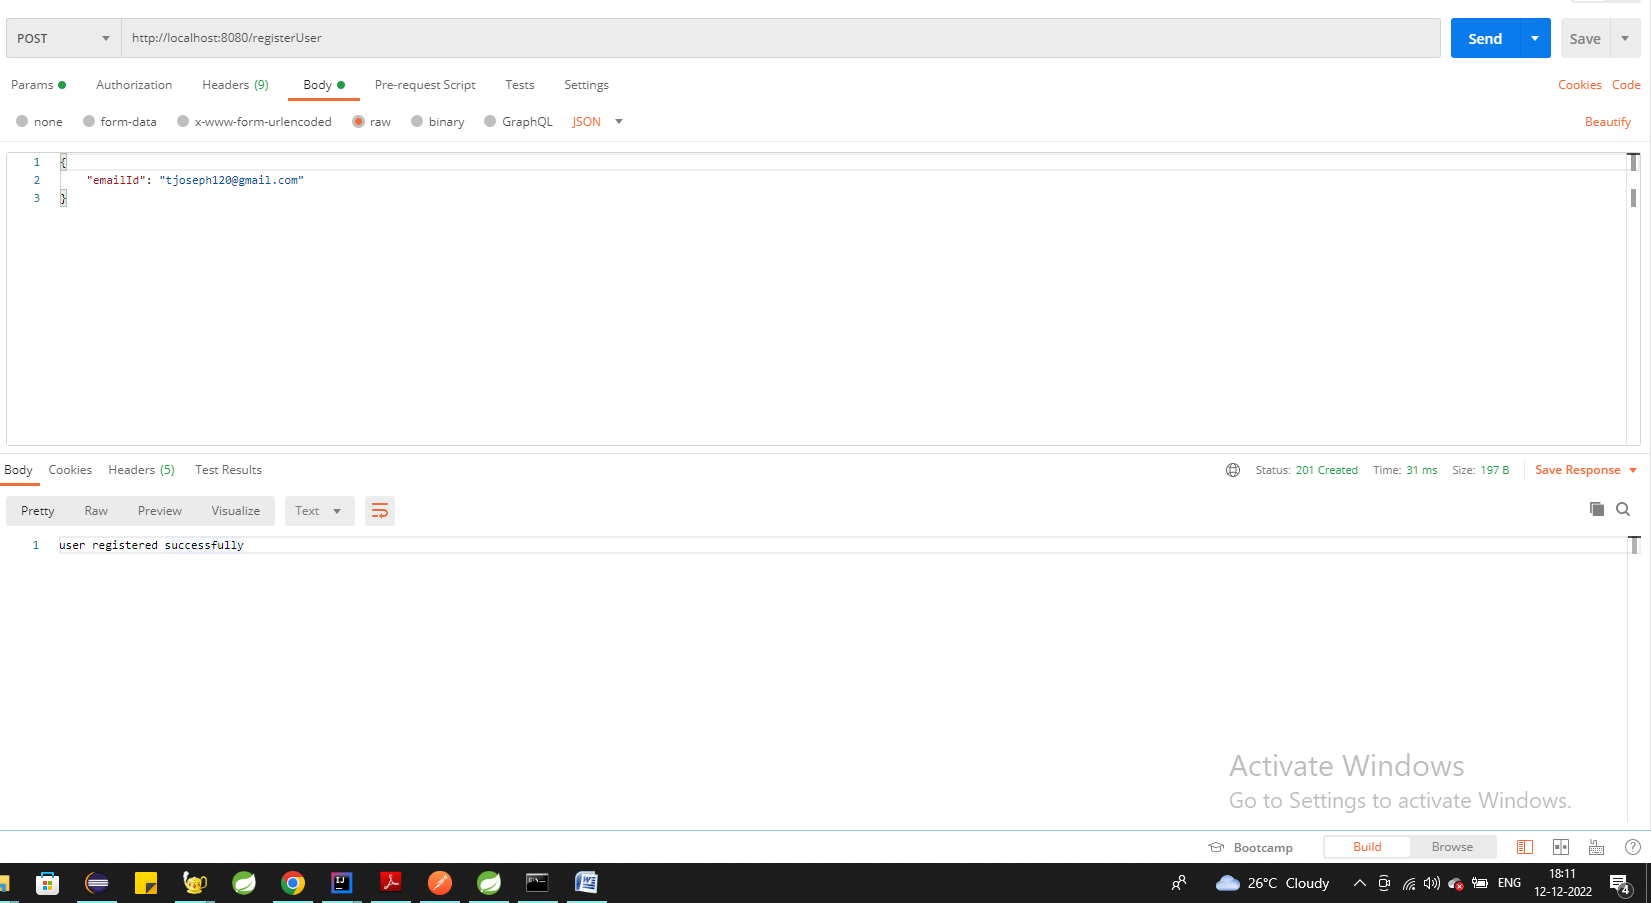 POST http://localhost:8080/registerUser Send Save
Params Authorization Headers (9) Body Pre-request Script Tests Settings Cookies Code
none form-data x-www-form-urlencoded raw binary GraphQL JSON Beautify
1 {
2 "emailId": "tjoseph120@gmail.com"
3 }
Body Cookies Headers (5) Test Results Status: 201 Created Time: 31 ms Size: 197 B Save Response
Pretty Raw Preview Visualize Text
1 user registered successfully
Activate Windows
Go to Settings to activate Windows.
Bootcamp Build Browse
26°C Cloudy ENG 18:11
12-12-2022 4